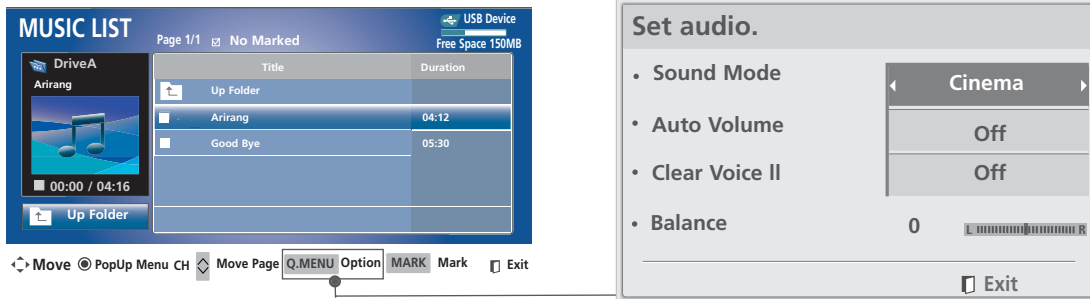 MUSIC LIST
Page 1/1 No Marked
USB Device
Free Space 150MB
DriveA
Arirang
00:00 / 04:16
Up Folder
Title Duration
Up Folder
Arirang 04:12
Good Bye 05:30
Move PopUp Menu CH Move Page Q.MENU Option MARK Mark Exit
Set audio.
• Sound Mode Cinema
• Auto Volume Off
• Clear Voice ll Off
• Balance 0 L R
Exit